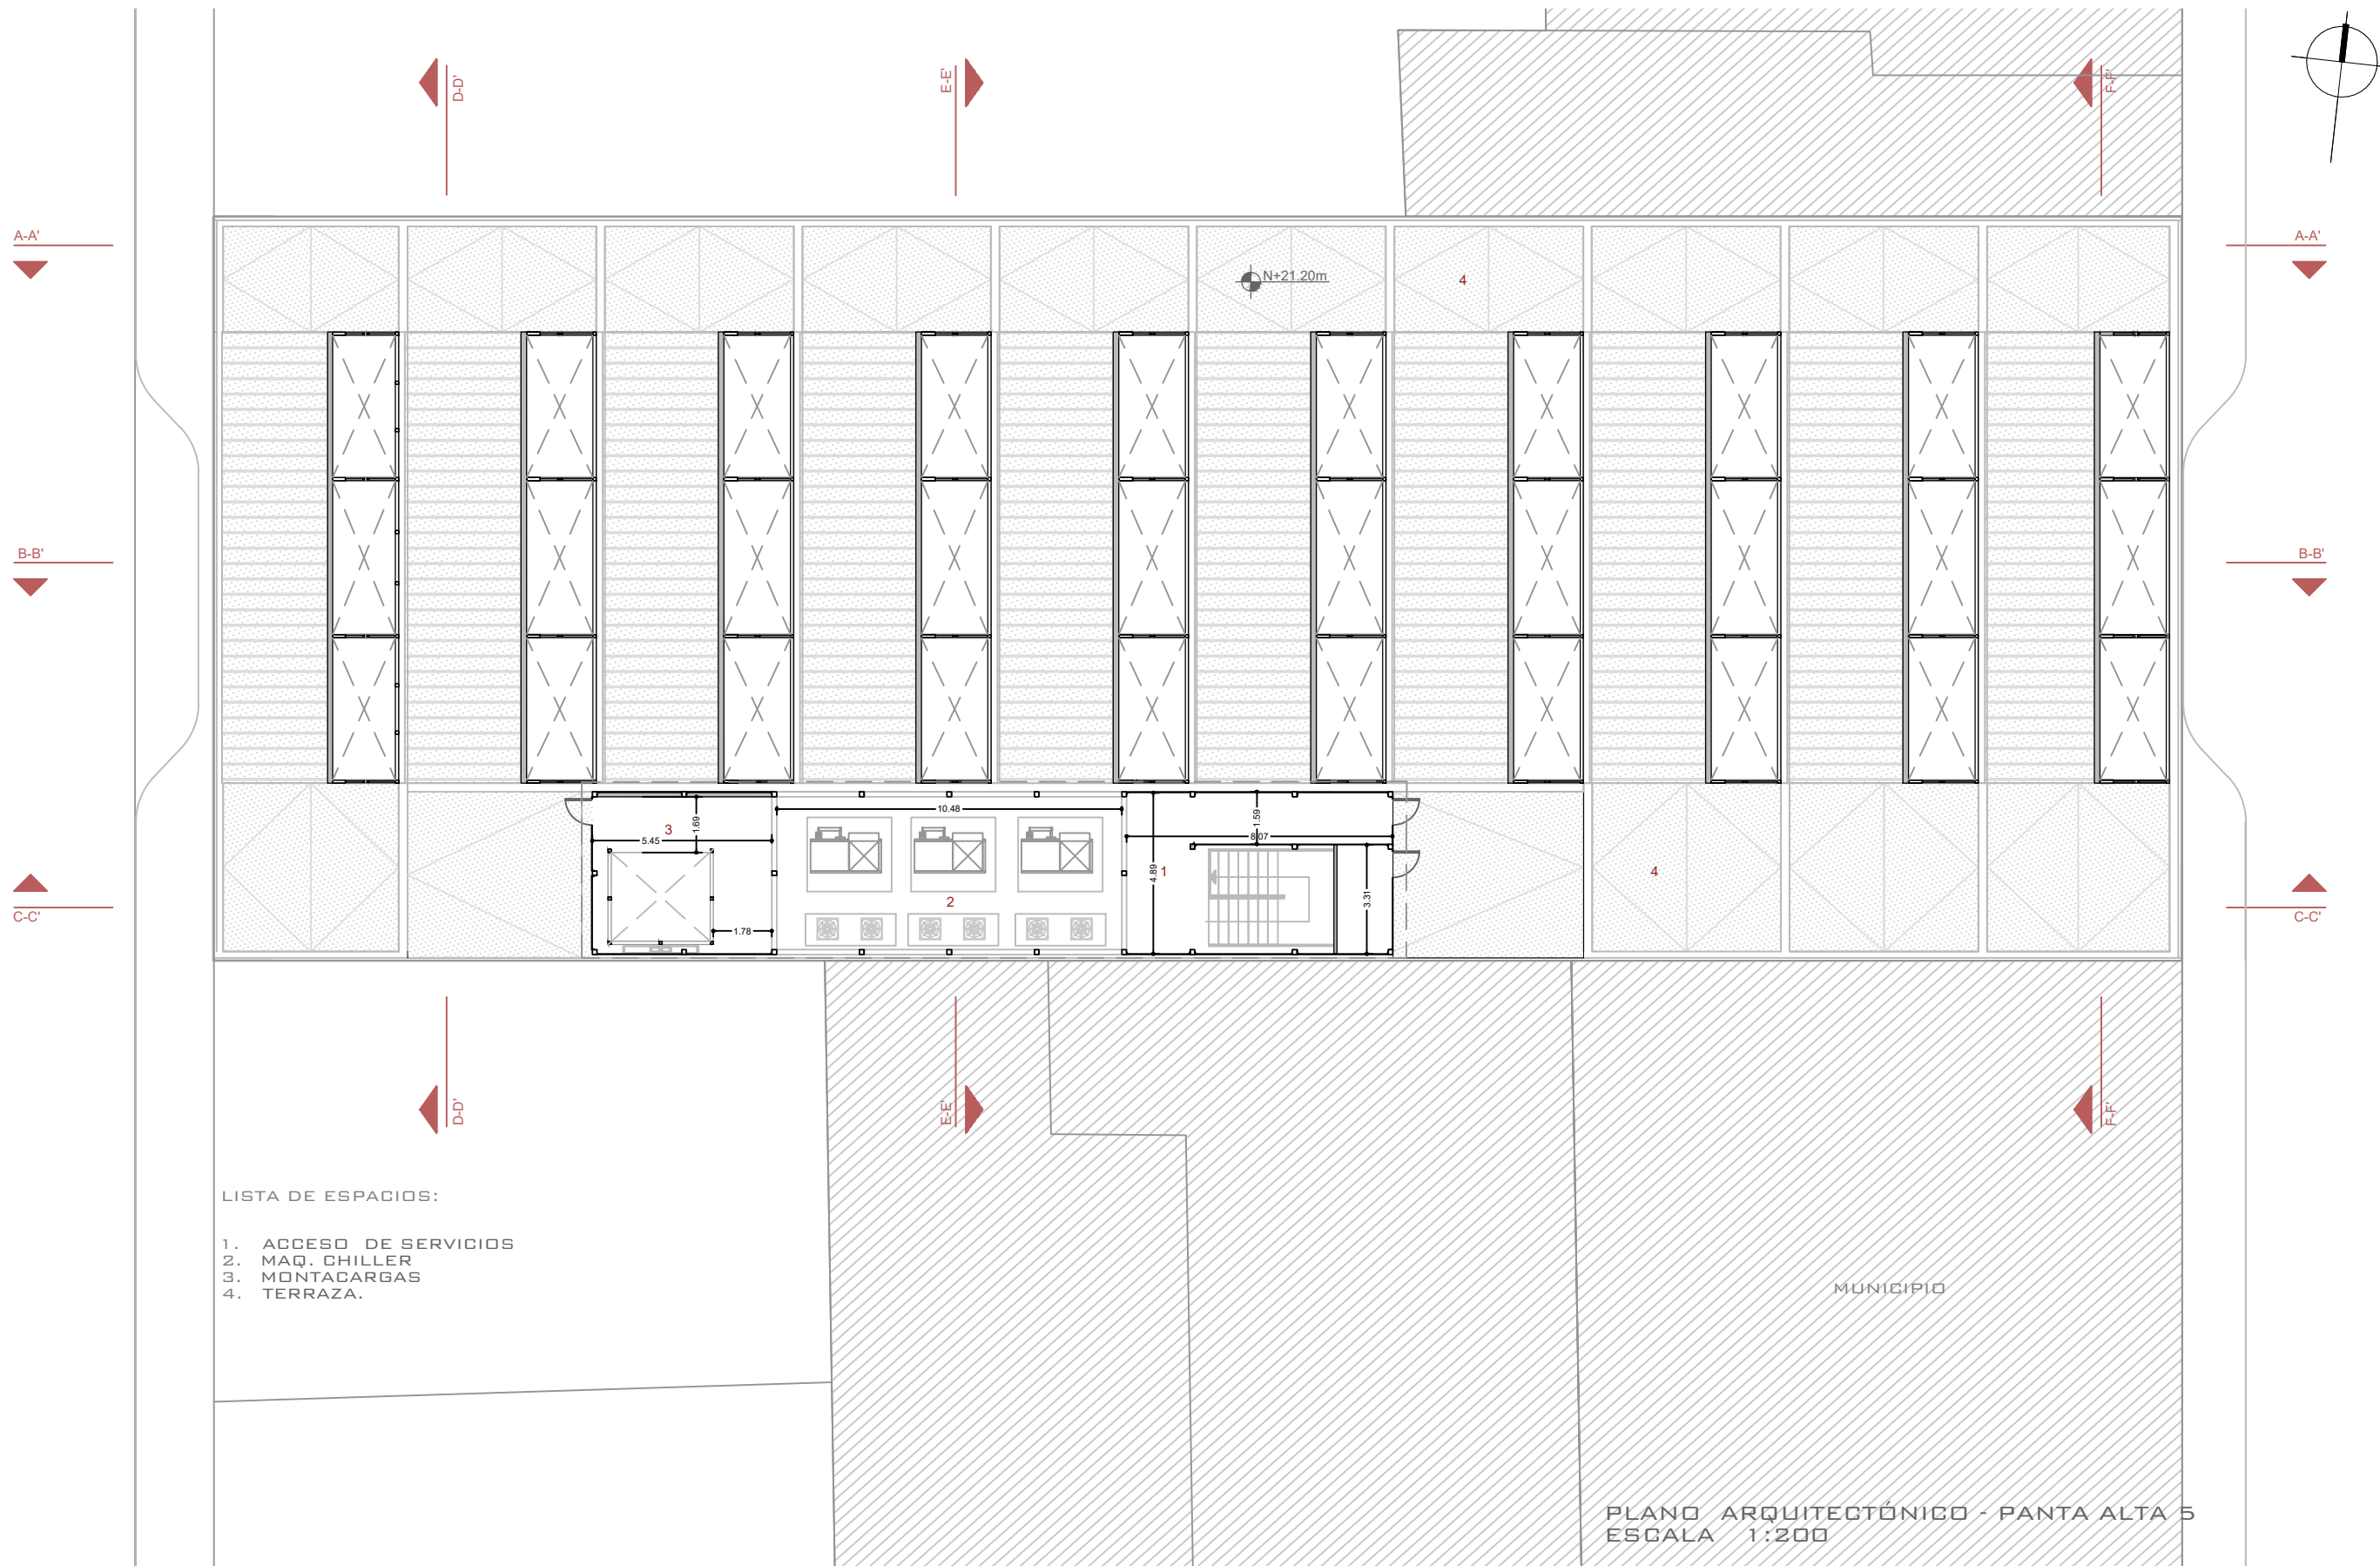 D-D'
E-E'
F-F'
A-A'
A-A'
N+21.20m
4
B-B'
B-B'
10.48
3
1.69
5.45
1.59
8.07
4.89
1
4
3.31
2
1.78
C-C'
C-C'
D-D'
E-E'
F-F'
LISTA DE ESPACIOS:
1. ACCESO DE SERVICIOS
2. MAQ. CHILLER
3. MONTACARGAS
4. TERRAZA.
MUNICIPIO
PLANO ARQUITECTÓNICO - PANTA ALTA 5
ESCALA 1:200